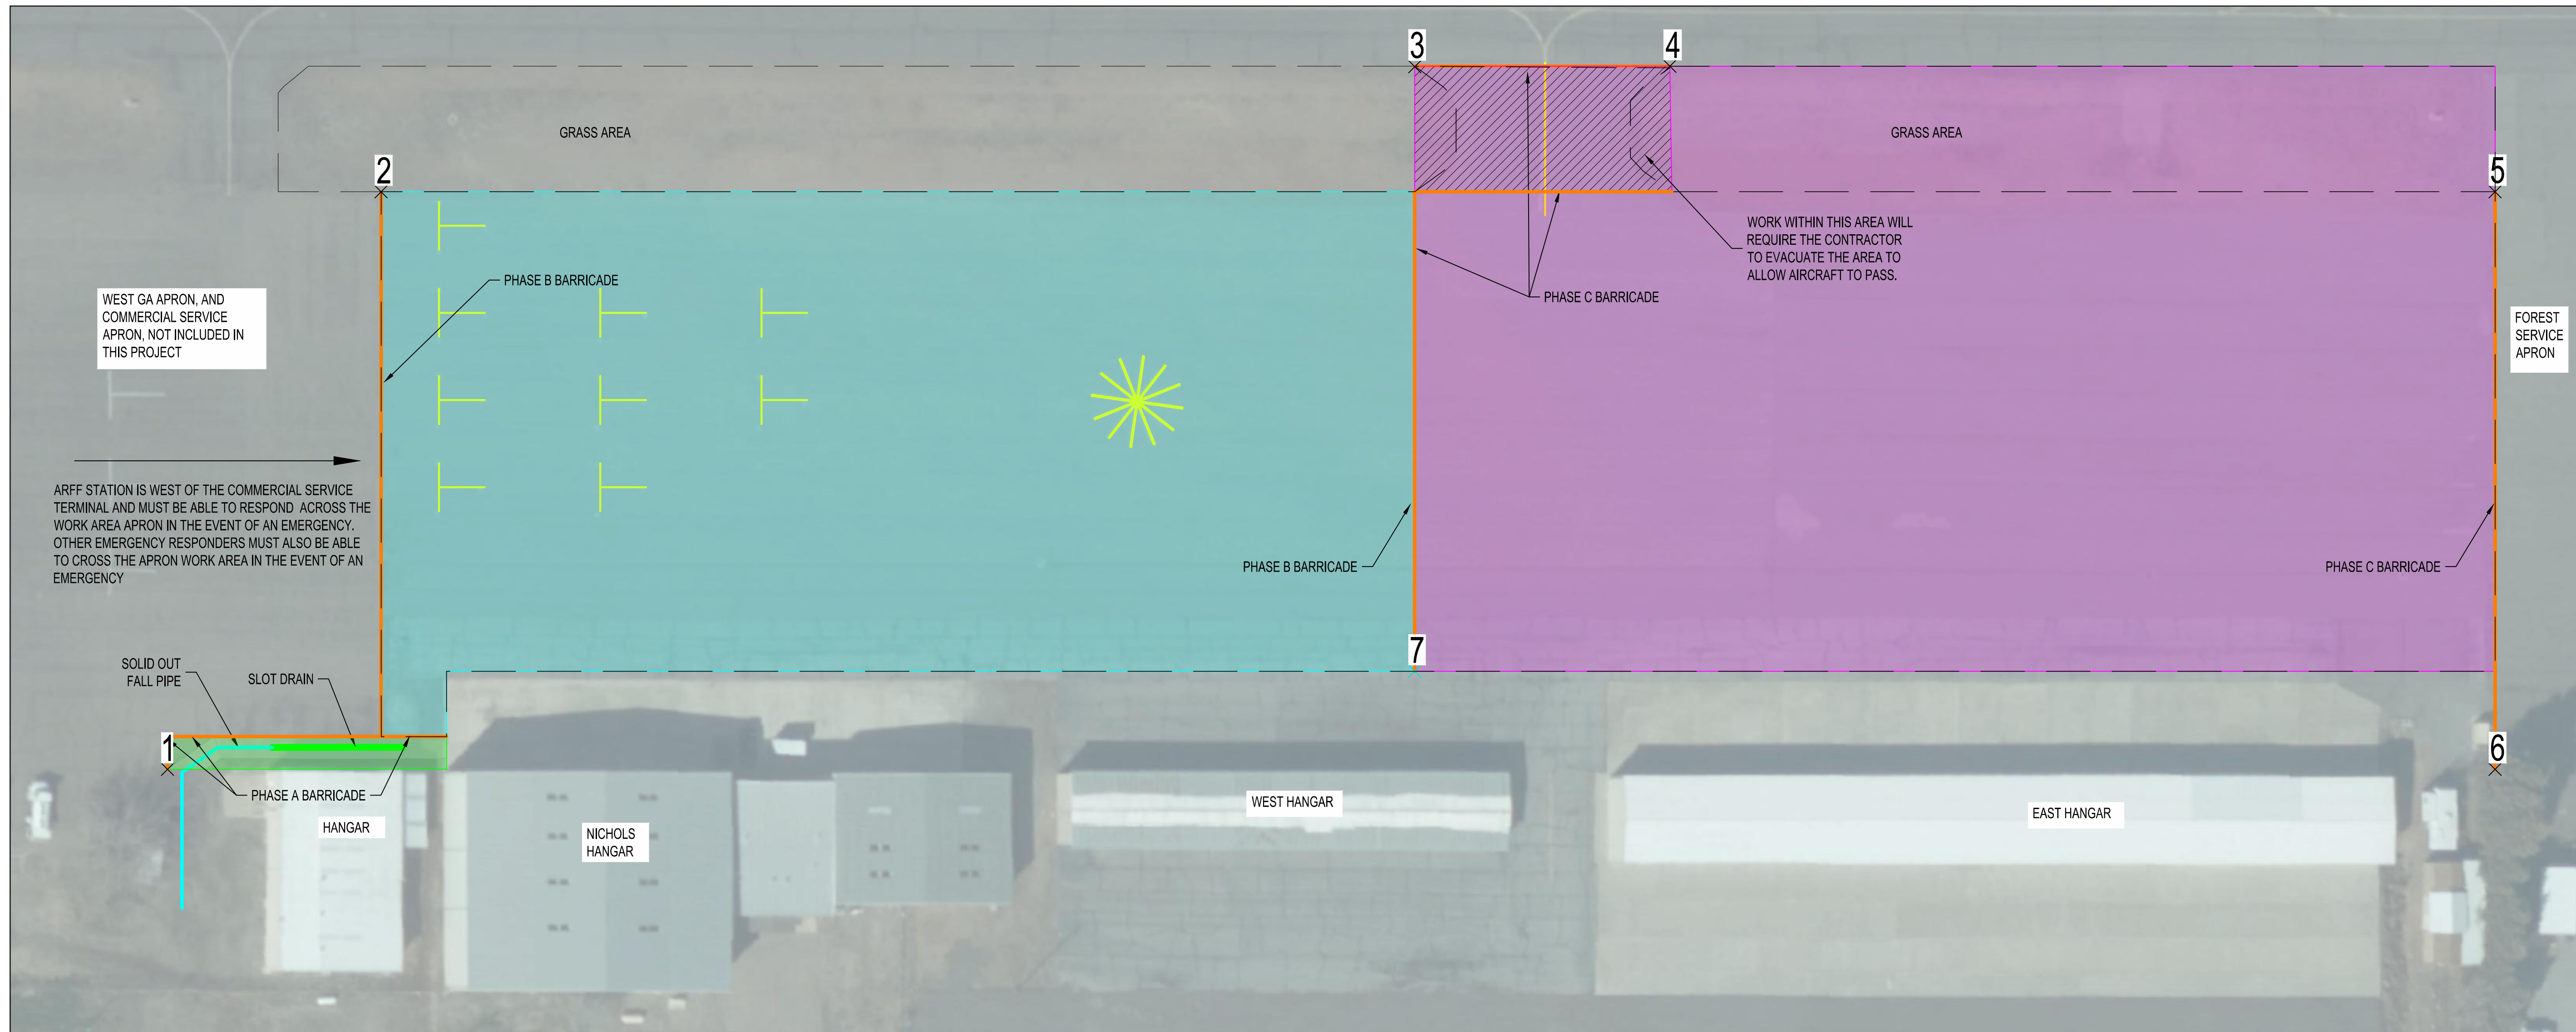 3
4
GRASS AREA
GRASS AREA
2
5
WORK WITHIN THIS AREA WILL
REQUIRE THE CONTRACTOR
TO EVACUATE THE AREA TO
ALLOW AIRCRAFT TO PASS.
PHASE B BARRICADE
PHASE C BARRICADE
WEST GA APRON, AND
COMMERCIAL SERVICE
APRON, NOT INCLUDED IN
THIS PROJECT
FOREST
SERVICE
APRON
ARFF STATION IS WEST OF THE COMMERCIAL SERVICE
TERMINAL AND MUST BE ABLE TO RESPOND ACROSS THE
WORK AREA APRON IN THE EVENT OF AN EMERGENCY.
OTHER EMERGENCY RESPONDERS MUST ALSO BE ABLE
TO CROSS THE APRON WORK AREA IN THE EVENT OF AN
EMERGENCY
PHASE B BARRICADE
PHASE C BARRICADE
7
SOLID OUT
FALL PIPE
SLOT DRAIN
1
6
PHASE A BARRICADE
HANGAR
NICHOLS
HANGAR
WEST HANGAR
EAST HANGAR